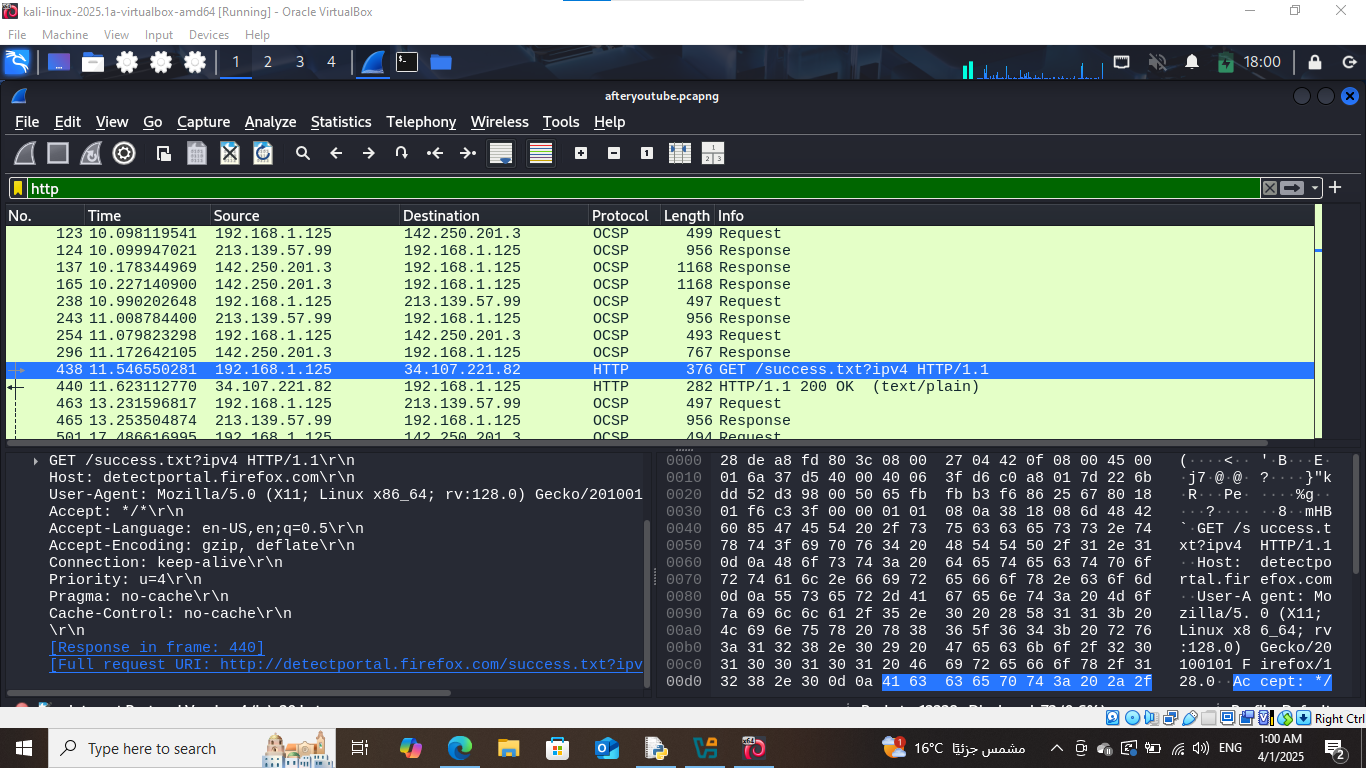 kali-linux-2025.1a-virtualbox-amd64 [Running] - Oracle VirtualBox
File Machine View Input Devices Help
1 2 3 4 18:00
afteryoutube.pcapng
File Edit View Go Capture Analyze Statistics Telephony Wireless Tools Help
http
No. Time Source Destination Protocol Length Info
123 10.098119541 192.168.1.125 142.250.201.3 OCSP 499 Request
124 10.099947021 213.139.57.99 192.168.1.125 OCSP 956 Response
137 10.178344969 142.250.201.3 192.168.1.125 OCSP 1168 Response
165 10.227140900 142.250.201.3 192.168.1.125 OCSP 1168 Response
238 10.990202648 192.168.1.125 213.139.57.99 OCSP 497 Request
243 11.008784400 213.139.57.99 192.168.1.125 OCSP 956 Response
254 11.079823298 192.168.1.125 142.250.201.3 OCSP 493 Request
296 11.172642105 142.250.201.3 192.168.1.125 OCSP 767 Response
438 11.546550281 192.168.1.125 34.107.221.82 HTTP 376 GET /success.txt?ipv4 HTTP/1.1
440 11.623112770 34.107.221.82 192.168.1.125 HTTP 282 HTTP/1.1 200 OK (text/plain)
463 13.231596817 192.168.1.125 213.139.57.99 OCSP 497 Request
465 13.253504874 213.139.57.99 192.168.1.125 OCSP 956 Response
501 17.486616995 192.168.1.125 142.250.201.3 OCSP 494 Request
GET /success.txt?ipv4 HTTP/1.1\r\n
Host: detectportal.firefox.com\r\n
User-Agent: Mozilla/5.0 (X11; Linux x86_64; rv:128.0) Gecko/201001
Accept: */*\r\n
Accept-Language: en-US,en;q=0.5\r\n
Accept-Encoding: gzip, deflate\r\n
Connection: keep-alive\r\n
Priority: u=4\r\n
Pragma: no-cache\r\n
Cache-Control: no-cache\r\n
\r\n
[Response in frame: 440]
[Full request URI: http://detectportal.firefox.com/success.txt?ipv
0000 28 de a8 fd 80 3c 08 00 27 04 42 0f 08 00 45 00 (····<·· '·B···E·
0010 01 6a 37 d5 40 00 40 06 3f d6 c0 a8 01 7d 22 6b ·j7·@·@· ?····}"k
0020 dd 52 d3 98 00 50 65 fb fb b3 f6 86 25 67 80 18 ·R···Pe· ····%g··
0030 01 f6 c3 3f 00 00 01 01 08 0a 38 18 08 6d 48 42 ···?···· ··8··mHB
0040 60 85 47 45 54 20 2f 73 75 63 63 65 73 73 2e 74 `·GET /s uccess.t
0050 78 74 3f 69 70 76 34 20 48 54 54 50 2f 31 2e 31 xt?ipv4 HTTP/1.1
0060 0d 0a 48 6f 73 74 3a 20 64 65 74 65 63 74 70 6f ··Host: detectpo
0070 72 74 61 6c 2e 66 69 72 65 66 6f 78 2e 63 6f 6d rtal.fir efox.com
0080 0d 0a 55 73 65 72 2d 41 67 65 6e 74 3a 20 4d 6f ··User-A gent: Mo
0090 7a 69 6c 6c 61 2f 35 2e 30 20 28 58 31 31 3b 20 zilla/5. 0 (X11;
00a0 4c 69 6e 75 78 20 78 38 36 5f 36 34 3b 20 72 76 Linux x8 6_64; rv
00b0 3a 31 32 38 2e 30 29 20 47 65 63 6b 6f 2f 32 30 :128.0) Gecko/20
00c0 31 30 30 31 30 31 20 46 69 72 65 66 6f 78 2f 31 100101 F irefox/1
00d0 32 38 2e 30 0d 0a 41 63 63 65 70 74 3a 20 2a 2f 28.0··Ac cept: */
Right Ctrl
Type here to search
1 16°C مشمس جزئيًا ENG 1:00 AM
4/1/2025 2